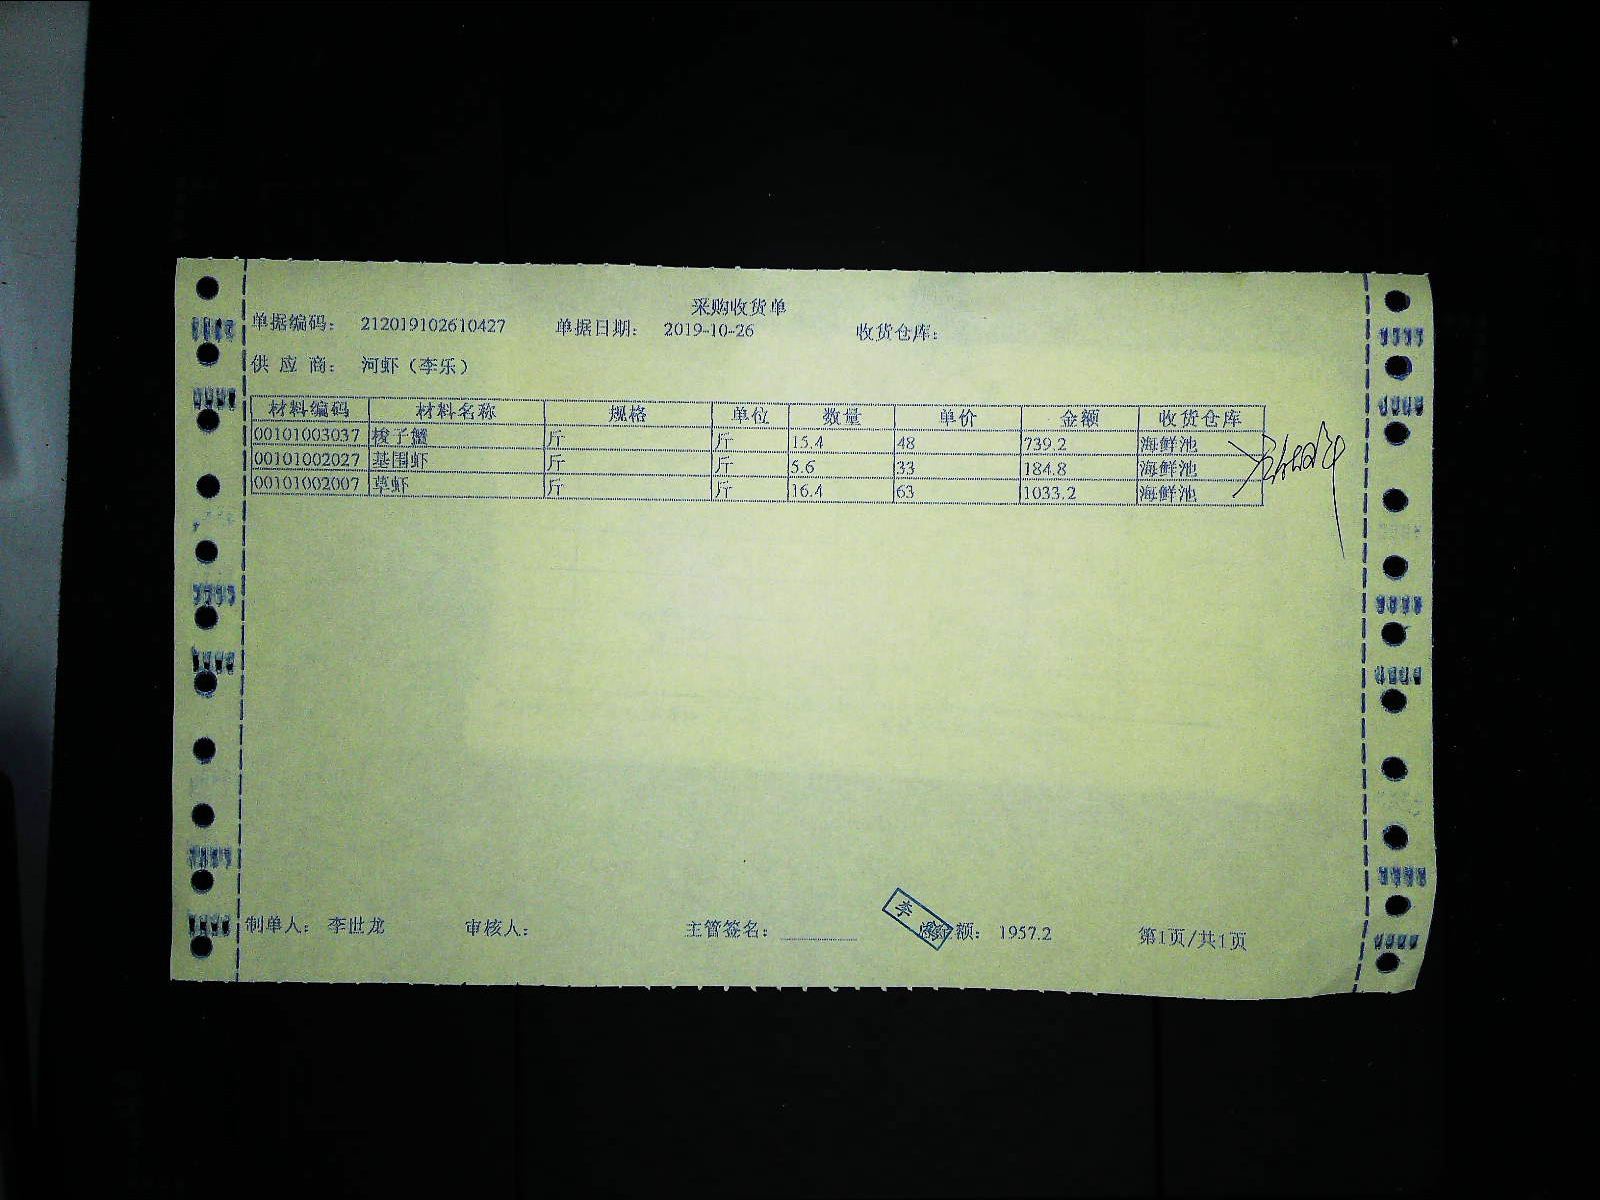 采购收货单
单据编码： 212019102610427 单据日期： 2019-10-26 收货仓库：
供 应 商： 河虾（李乐）
材料编码 材料名称 规格 单位 数量 单价 金额 收货仓库
00101003037 梭子蟹 斤 斤 15.4 48 739.2 海鲜池
00101002027 基围虾 斤 斤 5.6 33 184.8 海鲜池
00101002007 草虾 斤 斤 16.4 63 1033.2 海鲜池
制单人： 李世龙 审核人： 主管签名： 额： 1957.2 第1页/共1页
李